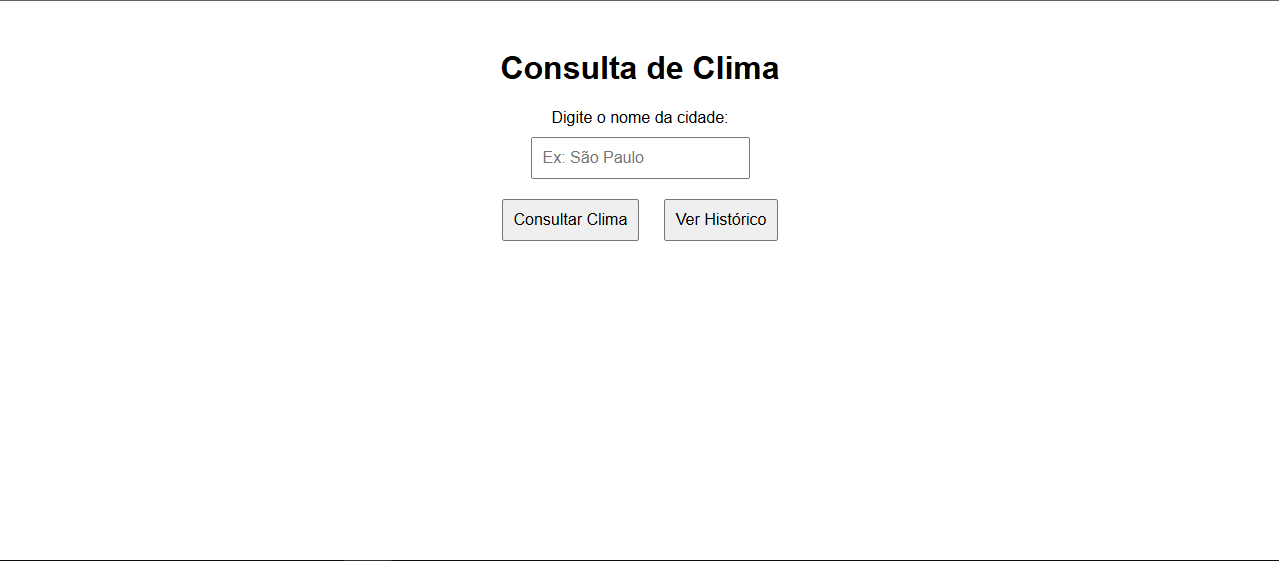 Consulta de Clima
Digite o nome da cidade:
Ex: São Paulo
Consultar Clima Ver Histórico